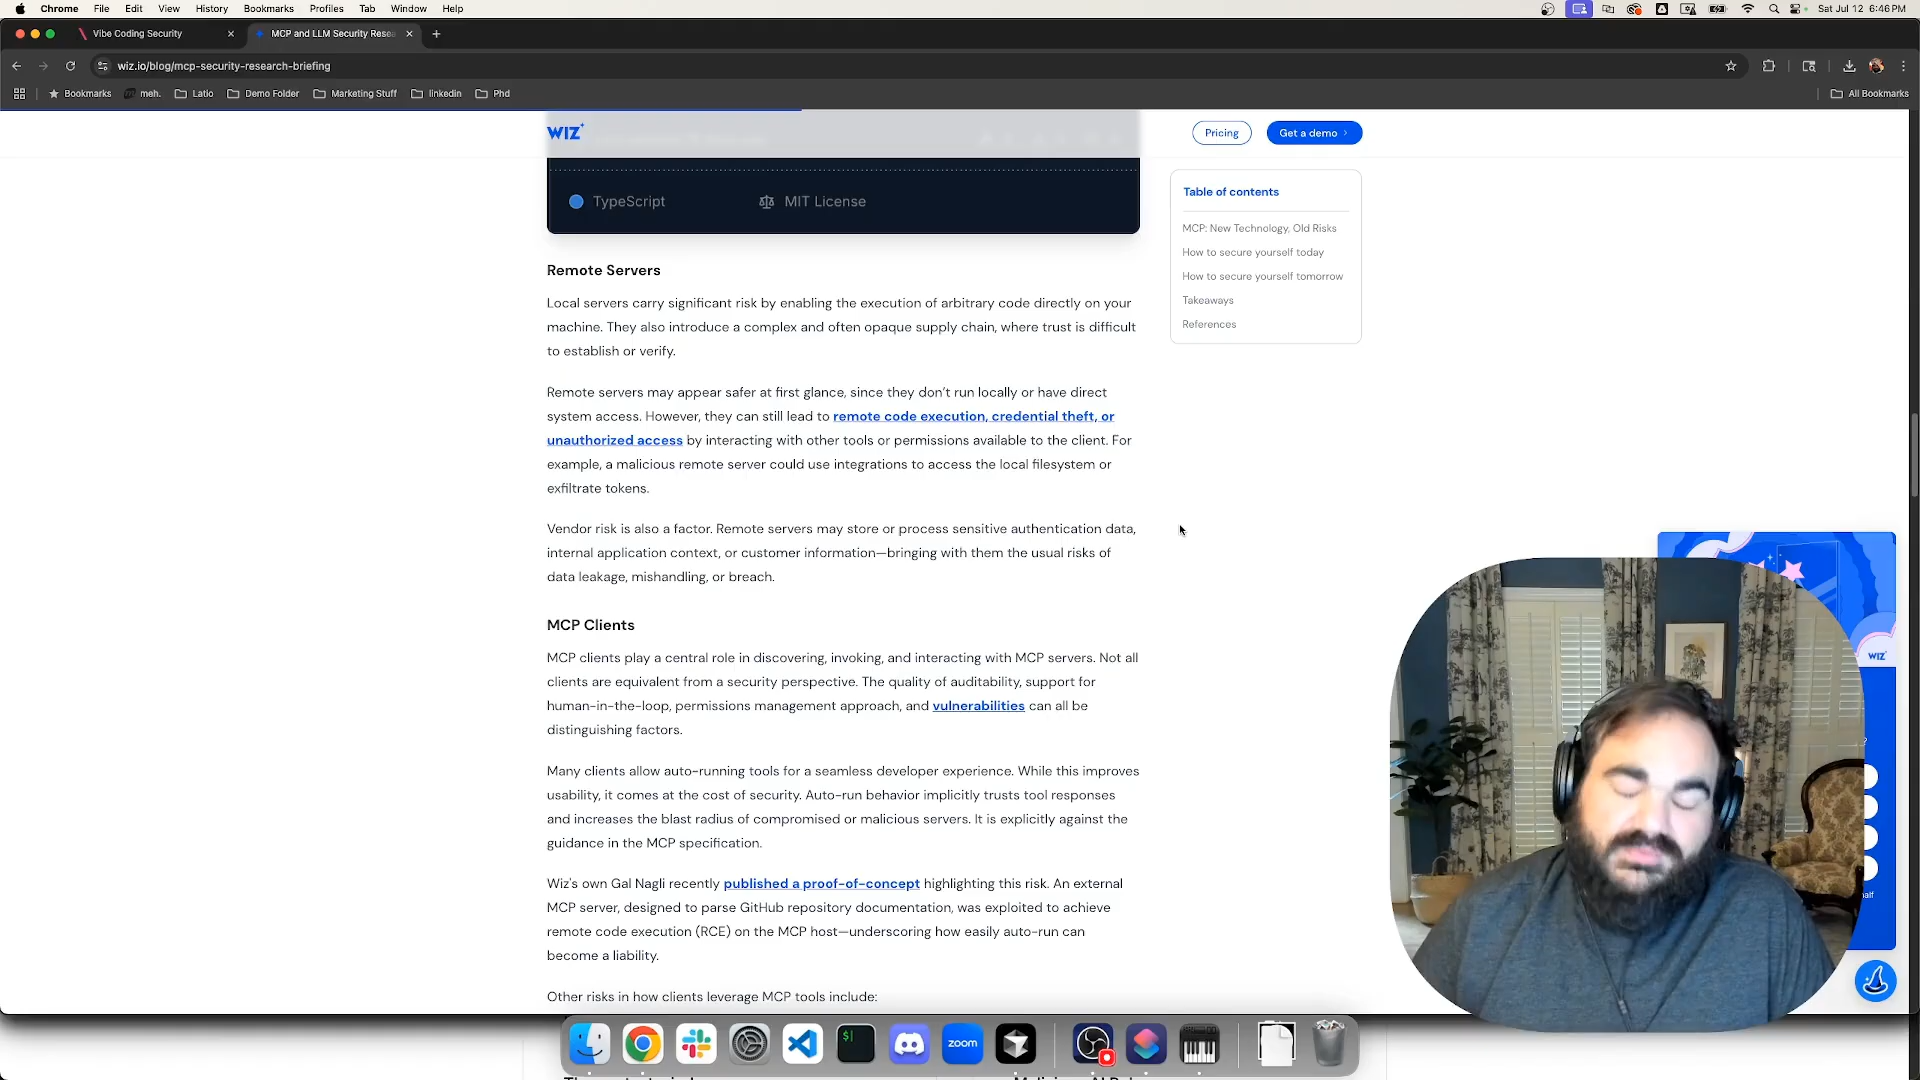 Chrome File Edit View History Bookmarks Profiles Tab Window Help
Sat Jul 12 6:46 PM
Vibe Coding Security
MCP and LLM Security Resea
wiz.io/blog/mcp-security-research-briefing
Bookmarks meh. Latio Demo Folder Marketing Stuff linkedin Phd All Bookmarks
WIZ
Pricing
Get a demo
TypeScript MIT License
Table of contents
MCP: New Technology, Old Risks
How to secure yourself today
How to secure yourself tomorrow
Takeaways
References
Remote Servers
Local servers carry significant risk by enabling the execution of arbitrary code directly on your
machine. They also introduce a complex and often opaque supply chain, where trust is difficult
to establish or verify.
Remote servers may appear safer at first glance, since they don't run locally or have direct
system access. However, they can still lead to remote code execution, credential theft, or
unauthorized access by interacting with other tools or permissions available to the client. For
example, a malicious remote server could use integrations to access the local filesystem or
exfiltrate tokens.
Vendor risk is also a factor. Remote servers may store or process sensitive authentication data,
internal application context, or customer information—bringing with them the usual risks of
data leakage, mishandling, or breach.
MCP Clients
MCP clients play a central role in discovering, invoking, and interacting with MCP servers. Not all
clients are equivalent from a security perspective. The quality of auditability, support for
human-in-the-loop, permissions management approach, and vulnerabilities can all be
distinguishing factors.
Many clients allow auto-running tools for a seamless developer experience. While this improves
usability, it comes at the cost of security. Auto-run behavior implicitly trusts tool responses
and increases the blast radius of compromised or malicious servers. It is explicitly against the
guidance in the MCP specification.
Wiz's own Gal Nagli recently published a proof-of-concept highlighting this risk. An external
MCP server, designed to parse GitHub repository documentation, was exploited to achieve
remote code execution (RCE) on the MCP host—underscoring how easily auto-run can
become a liability.
Other risks in how clients leverage MCP tools include:
WIZ
zoom